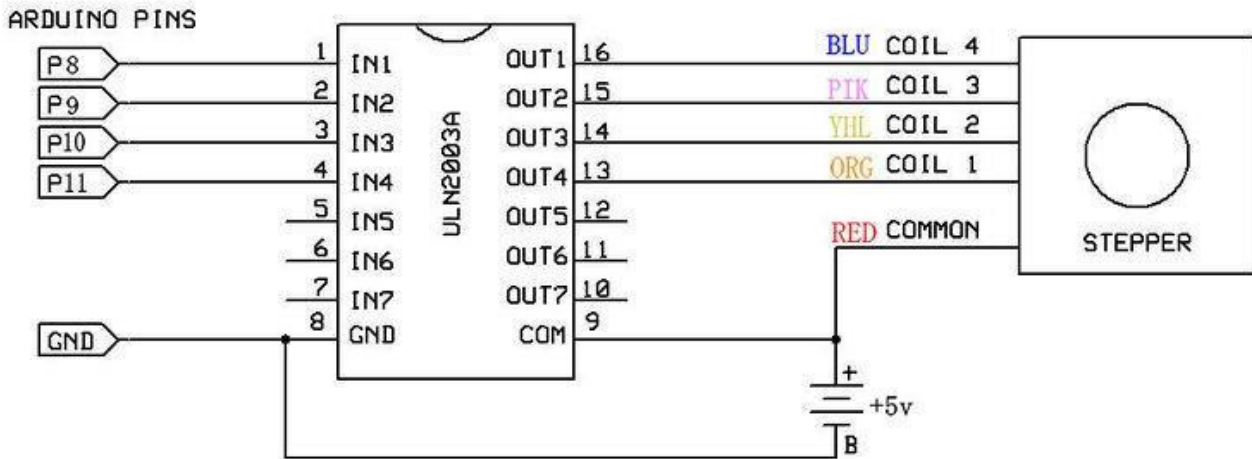 ARDUINO PINS
P8 1 IN1 OUT1 16 BLU COIL 4
P9 2 IN2 OUT2 15 PIK COIL 3
P10 3 IN3 OUT3 14 YHL COIL 2
P11 4 IN4 OUT4 13 ORG COIL 1
5 IN5 OUT5 12
6 IN6 OUT6 11 RED COMMON
7 IN7 OUT7 10
GND 8 GND COM 9
ULN2003A
STEPPER
+
+5v
B